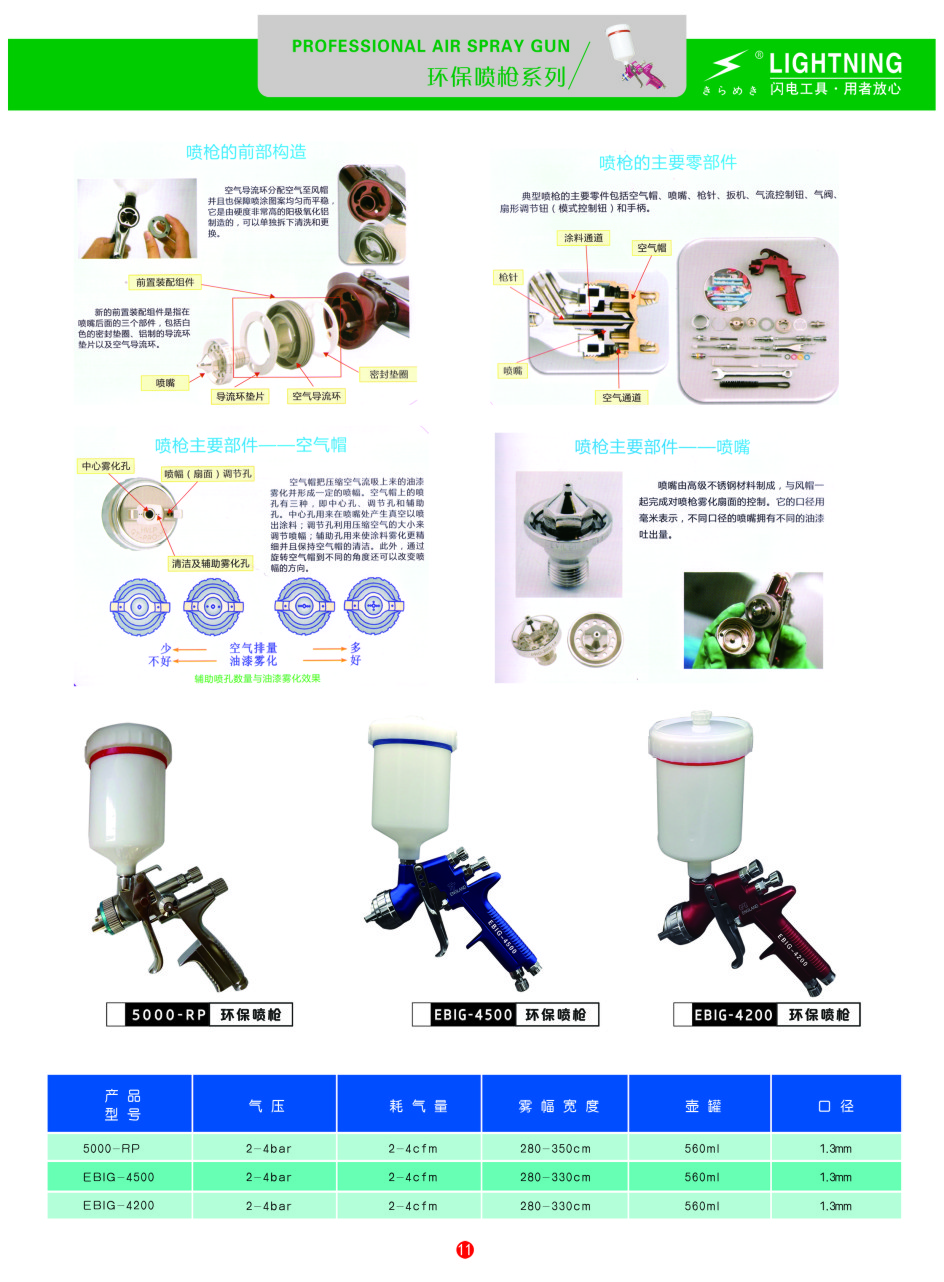 PROFESSIONAL AIR SPRAY GUN
环保喷枪系列
®
LIGHTNING
きらめき
闪电工具·用者放心
喷枪的前部构造
空气导流环分配空气至风帽
并且也保障喷涂图案均匀而平稳,
它是由硬度非常高的阳极氧化铝
制造的,可以单独拆下清洗和更
换。
前置装配组件
新的前置装配组件是指在
喷嘴后面的三个部件,包括白
色的密封垫圈、铝制的导流环
垫片以及空气导流环。
喷嘴
导流环垫片
空气导流环
密封垫圈
喷枪的主要零部件
典型喷枪的主要零件包括空气帽、喷嘴、枪针、扳机、气流控制钮、气阀、
扇形调节钮(模式控制钮)和手柄。
涂料通道
空气帽
枪针
喷嘴
空气通道
喷枪主要部件——空气帽
中心雾化孔
喷幅(扇面)调节孔
清洁及辅助雾化孔
空气帽把压缩空气流吸上来的油漆
雾化并形成一定的喷幅。空气帽上的喷
孔有三种,即中心孔、调节孔和辅助
孔。中心孔用来在喷嘴处产生真空以喷
出涂料;调节孔利用压缩空气的大小来
调节喷幅;辅助孔用来使涂料雾化更精
细并且保持空气帽的清洁。此外,通过
旋转空气帽到不同的角度还可以改变喷
幅的方向。
少 空气排量 多
不好 油漆雾化 好
辅助喷孔数量与油漆雾化效果
喷枪主要部件——喷嘴
喷嘴由高级不锈钢材料制成,与风帽一
起完成对喷枪雾化扇面的控制。它的口径用
毫米表示,不同口径的喷嘴拥有不同的油漆
吐出量。
ENGLAND
EBIG-4500
ENGLAND
EBIG-4200
5000-RP 环保喷枪
EBIG-4500 环保喷枪
EBIG-4200 环保喷枪
产品
型号
气压 耗气量 雾幅宽度 壶罐 口径
5000-RP 2-4bar 2-4cfm 280-350cm 560ml 1.3mm
EBIG-4500 2-4bar 2-4cfm 280-330cm 560ml 1.3mm
EBIG-4200 2-4bar 2-4cfm 280-330cm 560ml 1.3mm
11